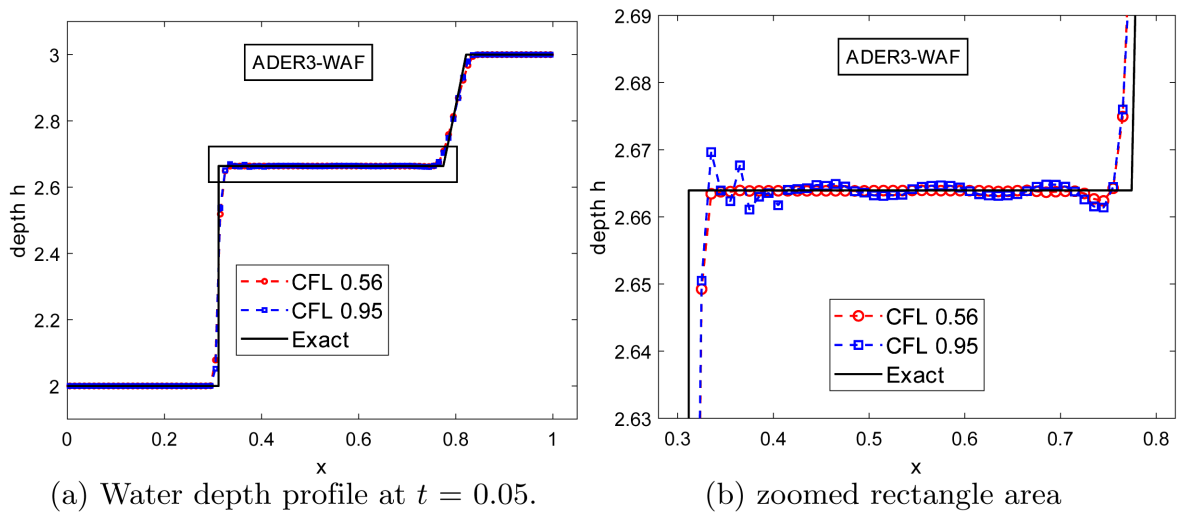 ADER3-WAF
depth h
3
2.8
2.6
2.4
2.2
2
CFL 0.56
CFL 0.95
Exact
0
0.2
0.4
0.6
0.8
1
x
(a) Water depth profile at t = 0.05.
ADER3-WAF
depth h
2.69
2.68
2.67
2.66
2.65
2.64
2.63
CFL 0.56
CFL 0.95
Exact
0.3
0.4
0.5
0.6
0.7
0.8
x
(b) zoomed rectangle area